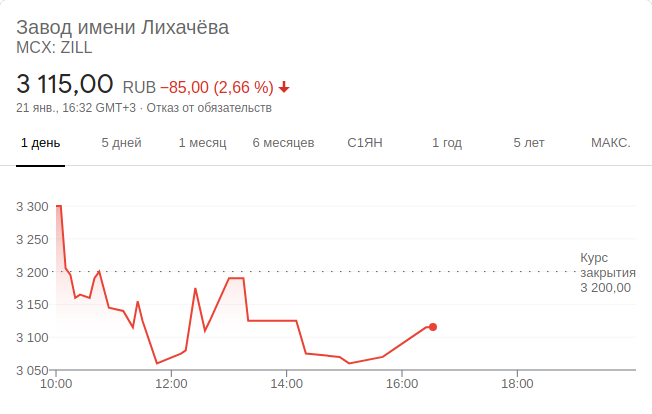 Завод имени Лихачёва
MCX: ZILL
3 115,00 RUB −85,00 (2,66 %)
21 янв., 16:32 GMT+3 · Отказ от обязательств
1 день 5 дней 1 месяц 6 месяцев С1ЯН 1 год 5 лет МАКС.
3 300
3 250
Курс
3 200 закрытия
3 200,00
3 150
3 100
3 050
10:00 12:00 14:00 16:00 18:00